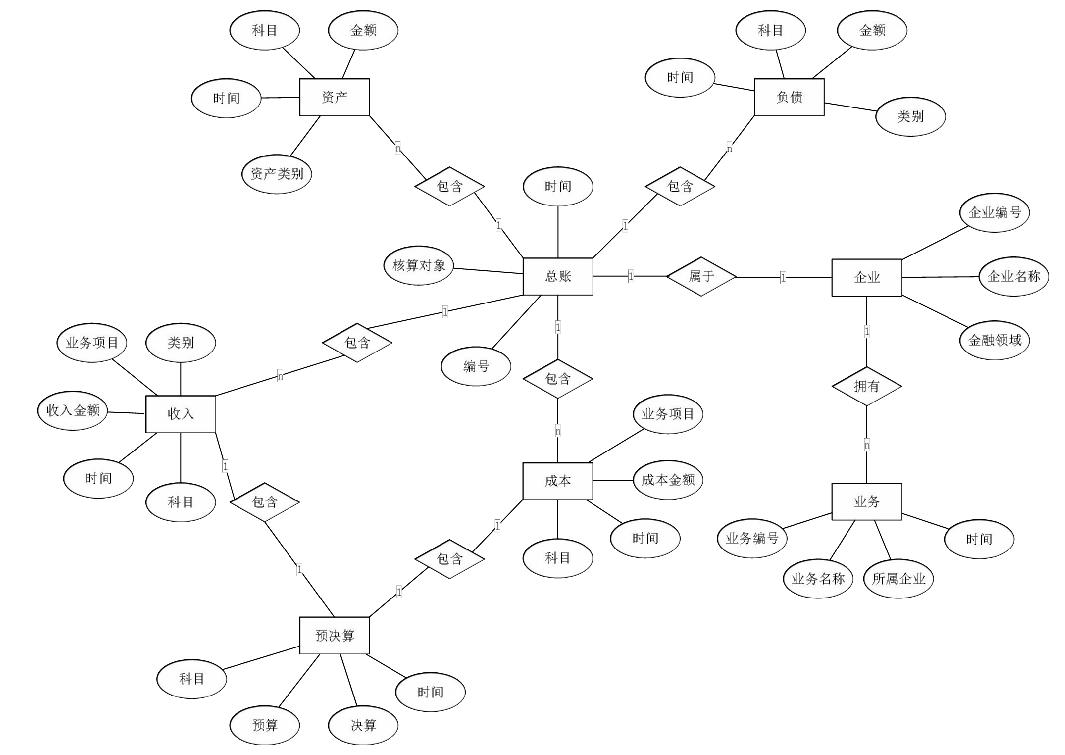 科目
金额
科目
金额
时间
资产
时间
负债
类别
资产类别
n
n
包含
时间
包含
1
1
企业编号
核算对象
总账
1
属于
1
企业
企业名称
1
1
1
业务项目
类别
包含
编号
金融领域
n
包含
拥有
收入金额
收入
业务项目
n
n
1
时间
科目
包含
成本
成本金额
业务
1
业务编号
时间
时间
1
包含
科目
业务名称
所属企业
1
预决算
科目
时间
预算
决算